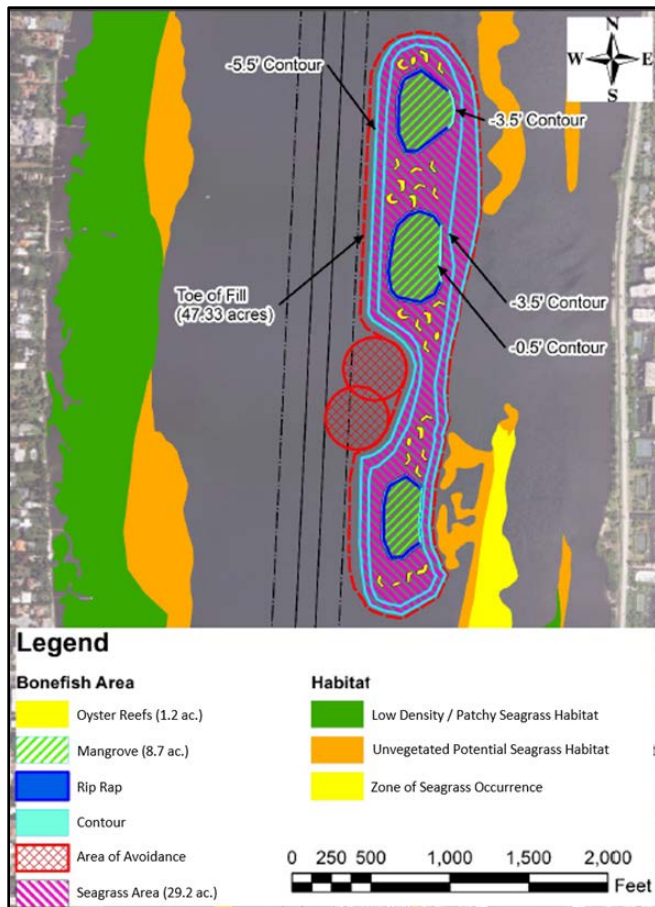 N
W E
S
-5.5' Contour
-3.5' Contour
Toe of Fill
(47.33 acres)
-3.5' Contour
-0.5' Contour
Legend
Bonefish Area
Oyster Reefs (1.2 ac.)
Mangrove (8.7 ac.)
Rip Rap
Contour
Area of Avoidance
Seagrass Area (29.2 ac.)
Habitat
Low Density / Patchy Seagrass Habitat
Unvegetated Potential Seagrass Habitat
Zone of Seagrass Occurrence
0 250 500 1,000 1,500 2,000
Feet